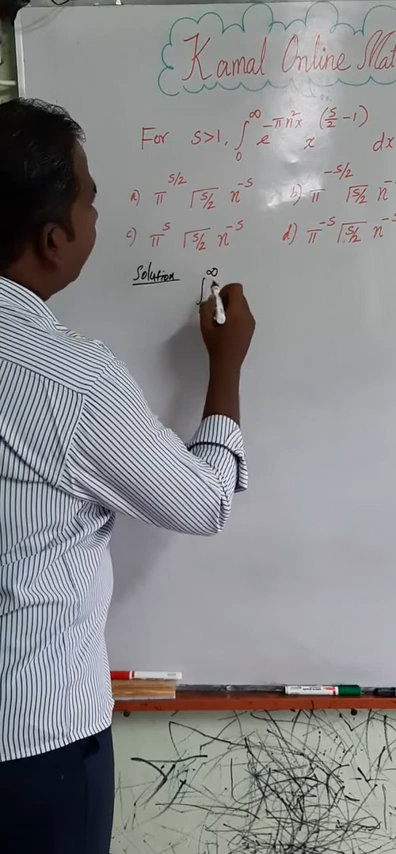 Kamal Online Mat
For s>1, ∫₀^∞ e^{-πn²x} x^{(s/2 - 1)} dx
a) π^{s/2} Γ(s/2) n^{-s} b) π^{-s/2} Γ(s/2) n^-
c) π^s Γ(s/2) n^{-s} d) π^{-s} Γ(s/2) n^{-s}
Solution ∫^∞